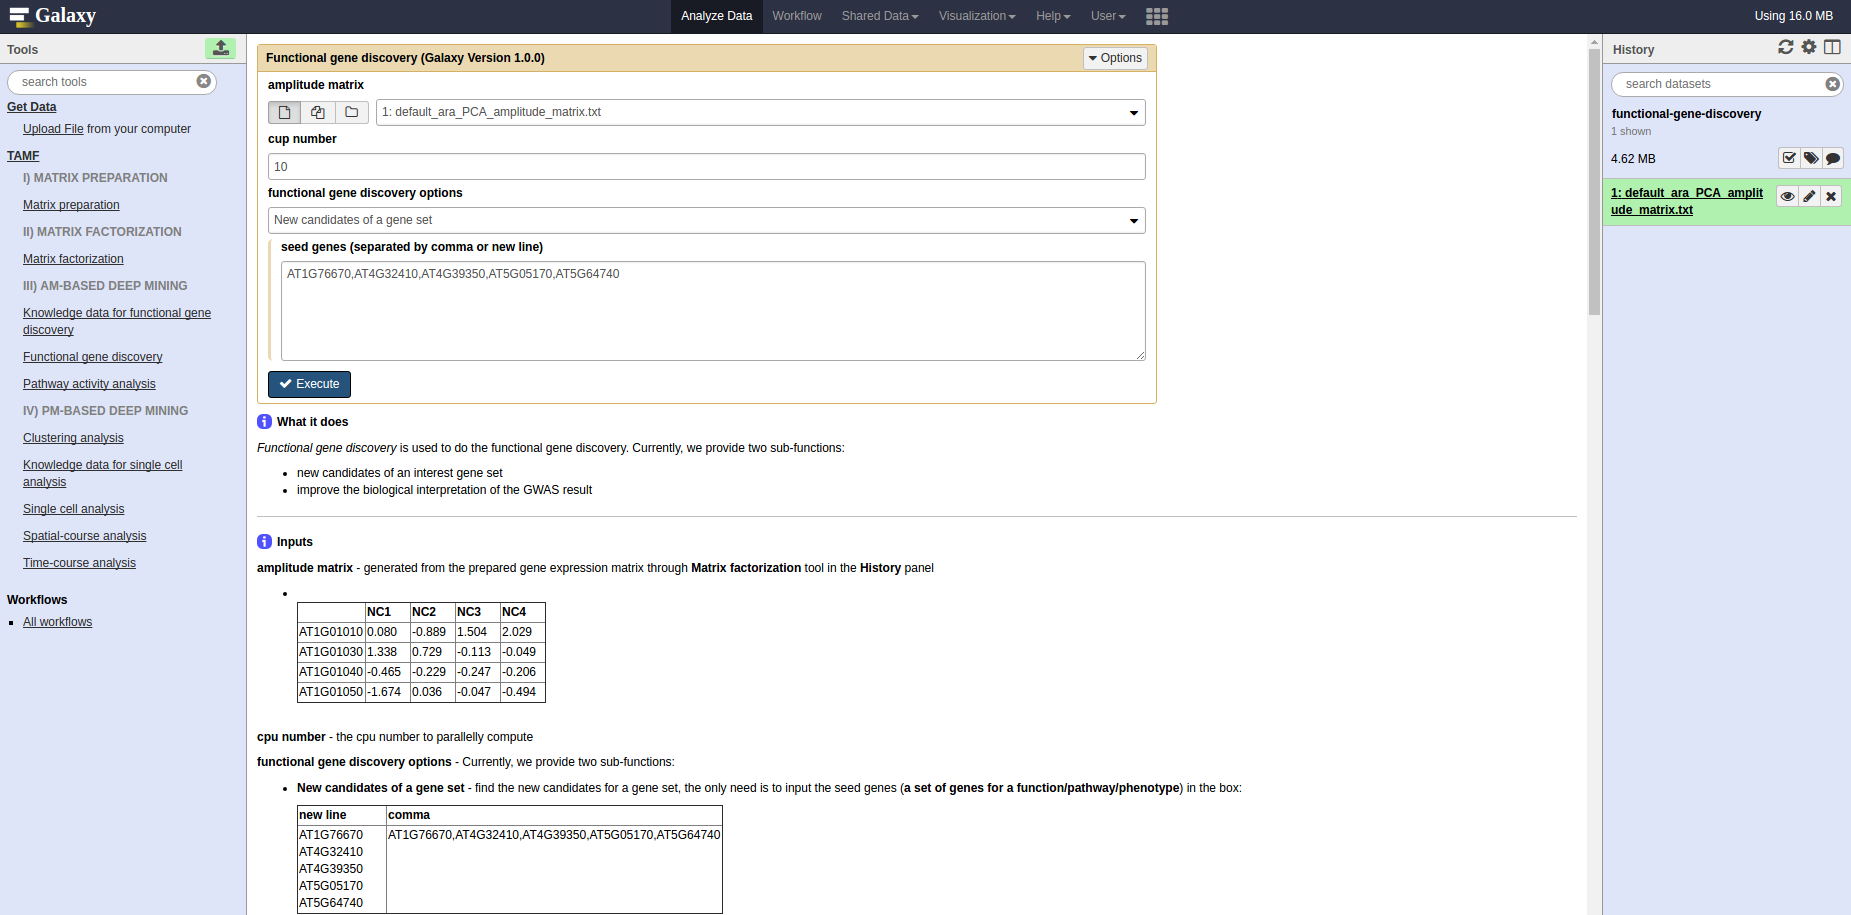 Galaxy
Analyze Data
Workflow
Shared Data
Visualization
Help
User
Using 16.0 MB
Tools
search tools
Get Data
Upload File from your computer
TAMF
I) MATRIX PREPARATION
Matrix preparation
II) MATRIX FACTORIZATION
Matrix factorization
III) AM-BASED DEEP MINING
Knowledge data for functional gene
discovery
Functional gene discovery
Pathway activity analysis
IV) PM-BASED DEEP MINING
Clustering analysis
Knowledge data for single cell
analysis
Single cell analysis
Spatial-course analysis
Time-course analysis
Workflows
All workflows
Functional gene discovery (Galaxy Version 1.0.0)
Options
amplitude matrix
1: default_ara_PCA_amplitude_matrix.txt
cup number
10
functional gene discovery options
New candidates of a gene set
seed genes (separated by comma or new line)
AT1G76670,AT4G32410,AT4G39350,AT5G05170,AT5G64740
Execute
What it does
Functional gene discovery is used to do the functional gene discovery. Currently, we provide two sub-functions:
new candidates of an interest gene set
improve the biological interpretation of the GWAS result
Inputs
amplitude matrix - generated from the prepared gene expression matrix through Matrix factorization tool in the History panel
NC1 NC2 NC3 NC4
AT1G01010 0.080 -0.889 1.504 2.029
AT1G01030 1.338 0.729 -0.113 -0.049
AT1G01040 -0.465 -0.229 -0.247 -0.206
AT1G01050 -1.674 0.036 -0.047 -0.494
cpu number - the cpu number to parallelly compute
functional gene discovery options - Currently, we provide two sub-functions:
New candidates of a gene set - find the new candidates for a gene set, the only need is to input the seed genes (a set of genes for a function/pathway/phenotype) in the box:
new line comma
AT1G76670 AT1G76670,AT4G32410,AT4G39350,AT5G05170,AT5G64740
AT4G32410
AT4G39350
AT5G05170
AT5G64740
History
search datasets
functional-gene-discovery
1 shown
4.62 MB
1: default_ara_PCA_amplit
ude_matrix.txt